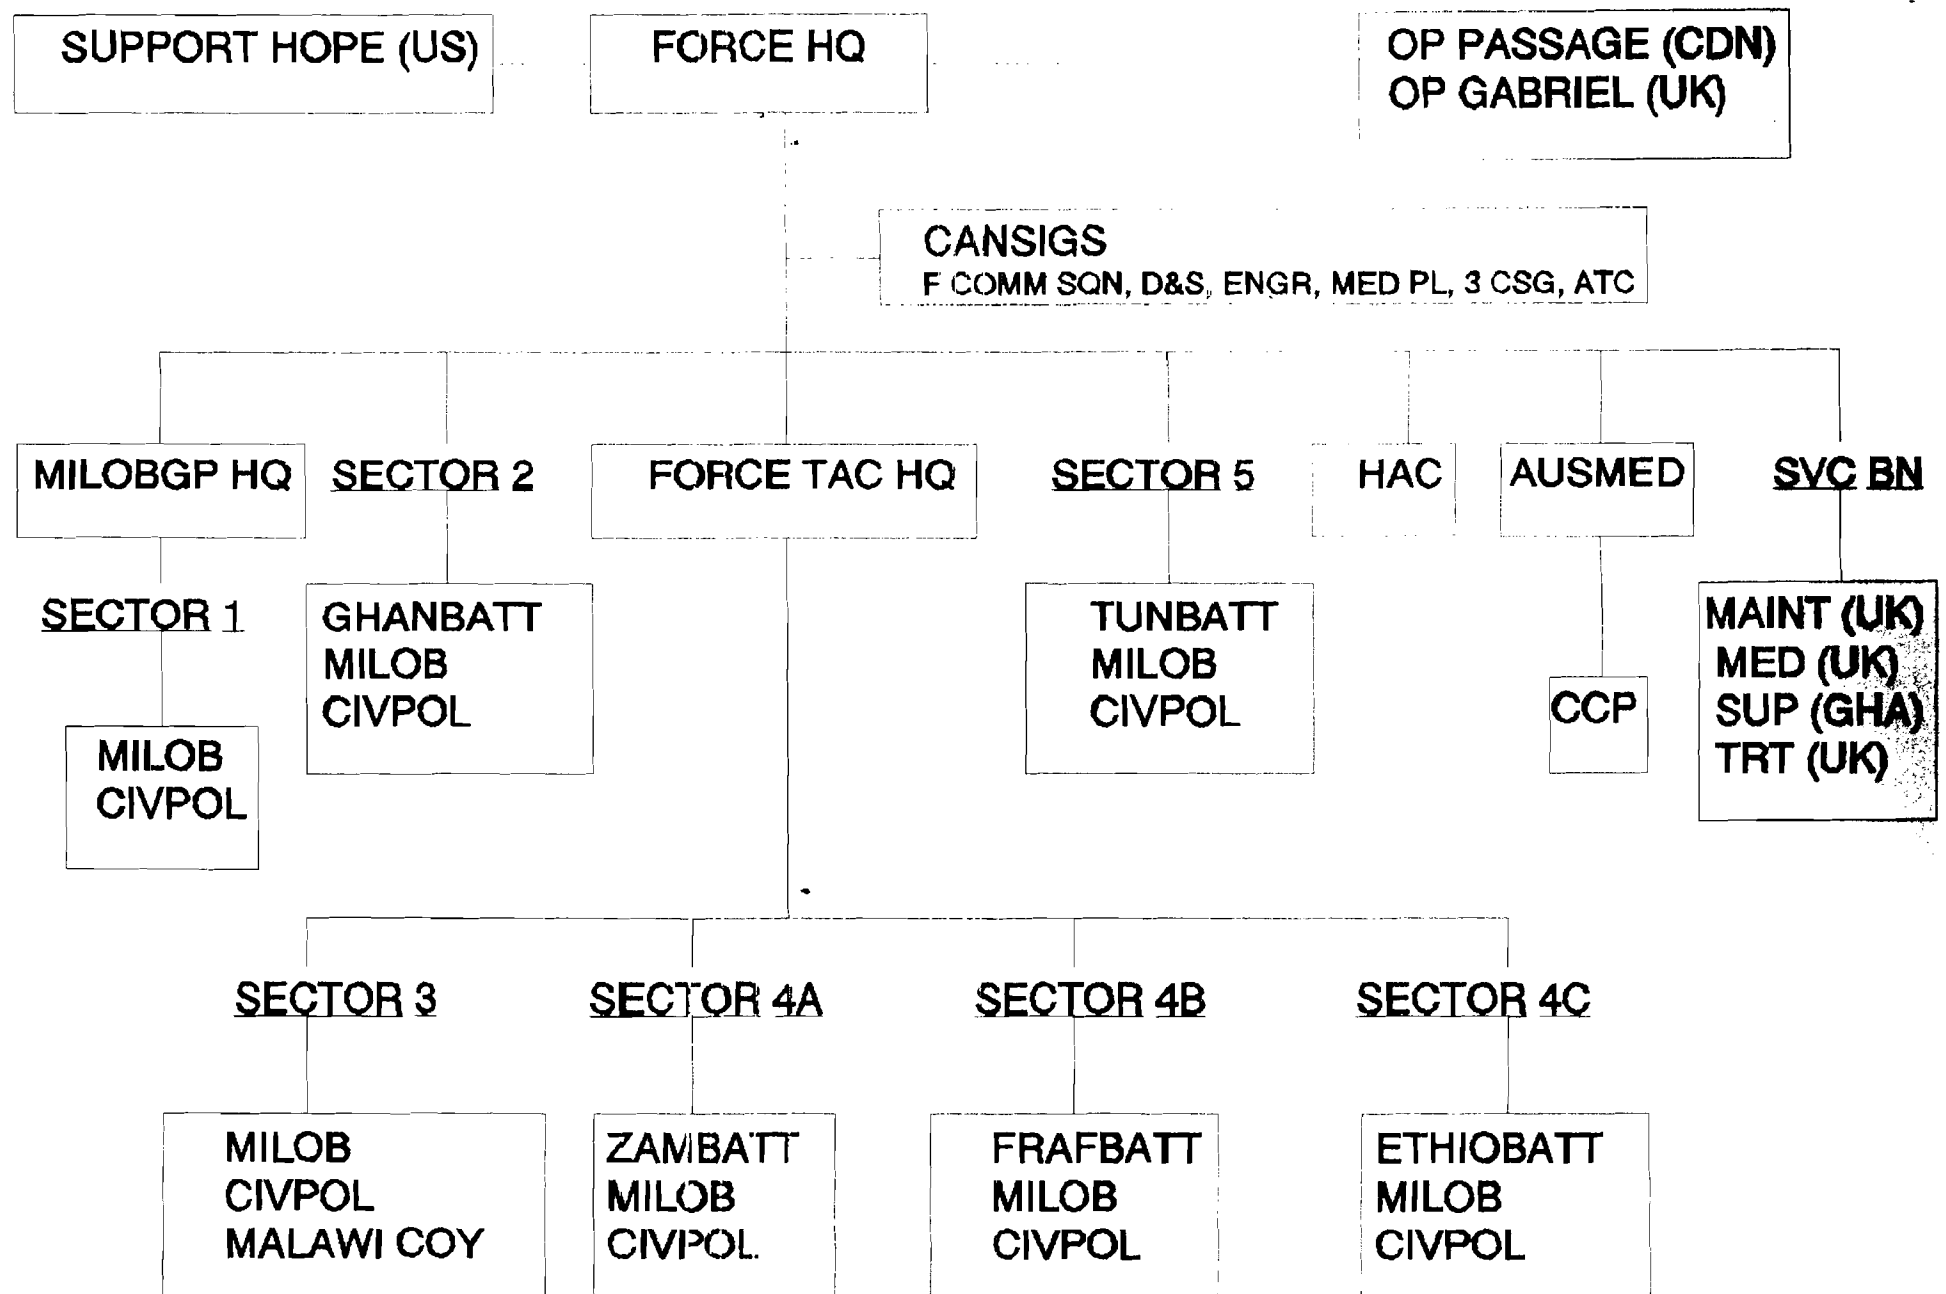 SUPPORT HOPE (US)
FORCE HQ
OP PASSAGE (CDN)
OP GABRIEL (UK)
CANSIGS
F COMM SQN, D&S, ENGR, MED PL, 3 CSG, ATC
MILOBGP HQ
SECTOR 2
FORCE TAC HQ
SECTOR 5
HAC
AUSMED
SVC BN
SECTOR 1
MILOB
CIVPOL
GHANBATT
MILOB
CIVPOL
TUNBATT
MILOB
CIVPOL
CCP
MAINT (UK)
MED (UK)
SUP (GHA)
TRT (UK)
SECTOR 3
SECTOR 4A
SECTOR 4B
SECTOR 4C
MILOB
CIVPOL
MALAWI COY
ZAMBATT
MILOB
CIVPOL
FRAFBATT
MILOB
CIVPOL
ETHIOBATT
MILOB
CIVPOL